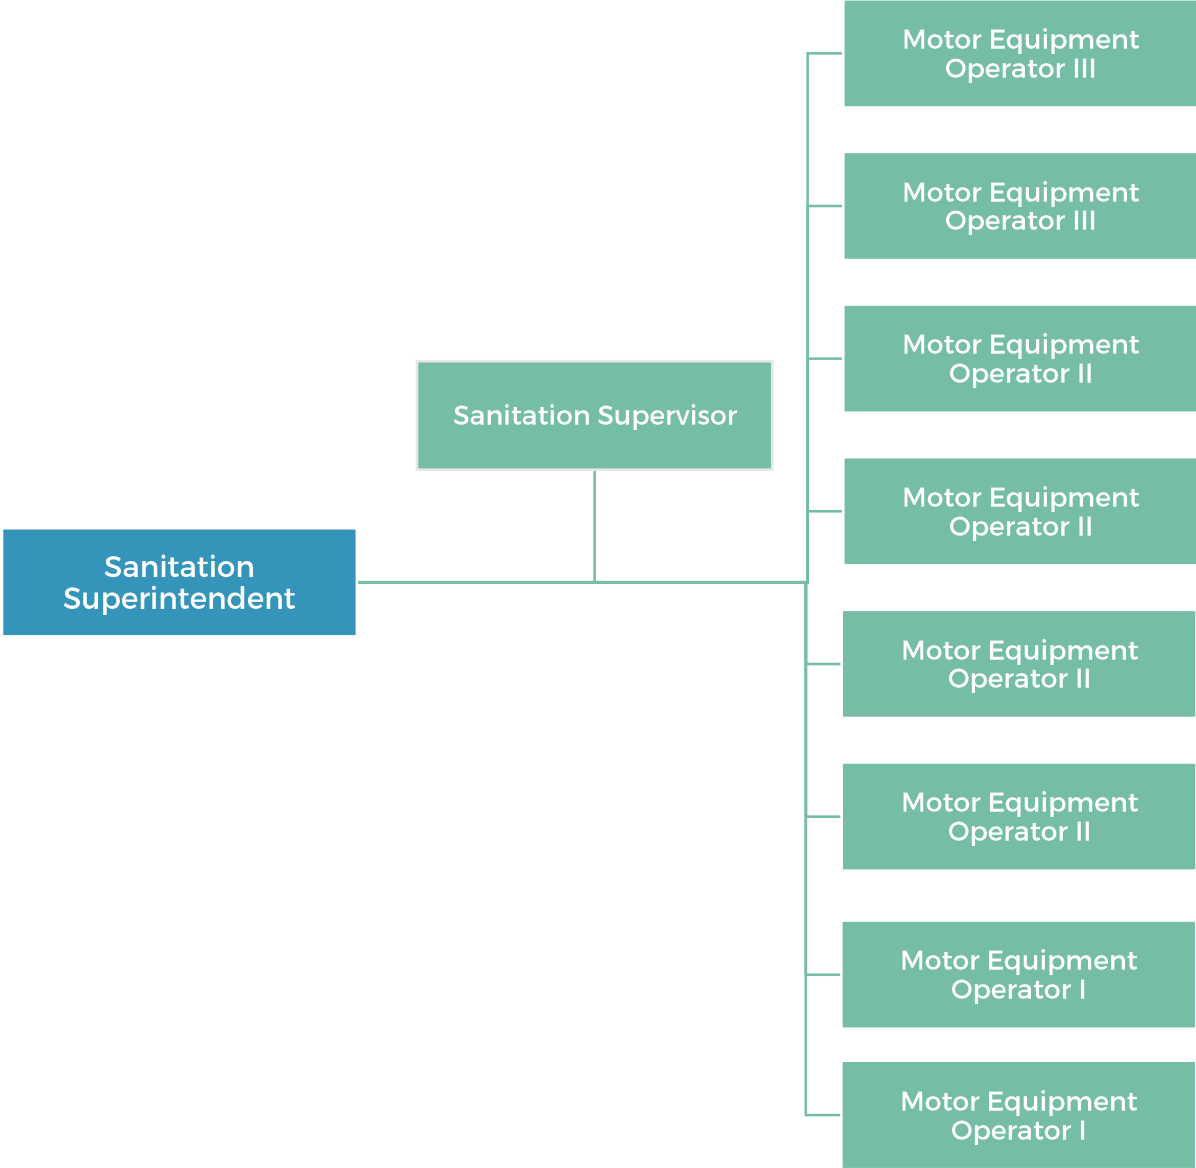 Motor Equipment
Operator III
Motor Equipment
Operator III
Motor Equipment
Operator II
Sanitation Supervisor
Motor Equipment
Operator II
Sanitation
Superintendent
Motor Equipment
Operator II
Motor Equipment
Operator II
Motor Equipment
Operator I
Motor Equipment
Operator I